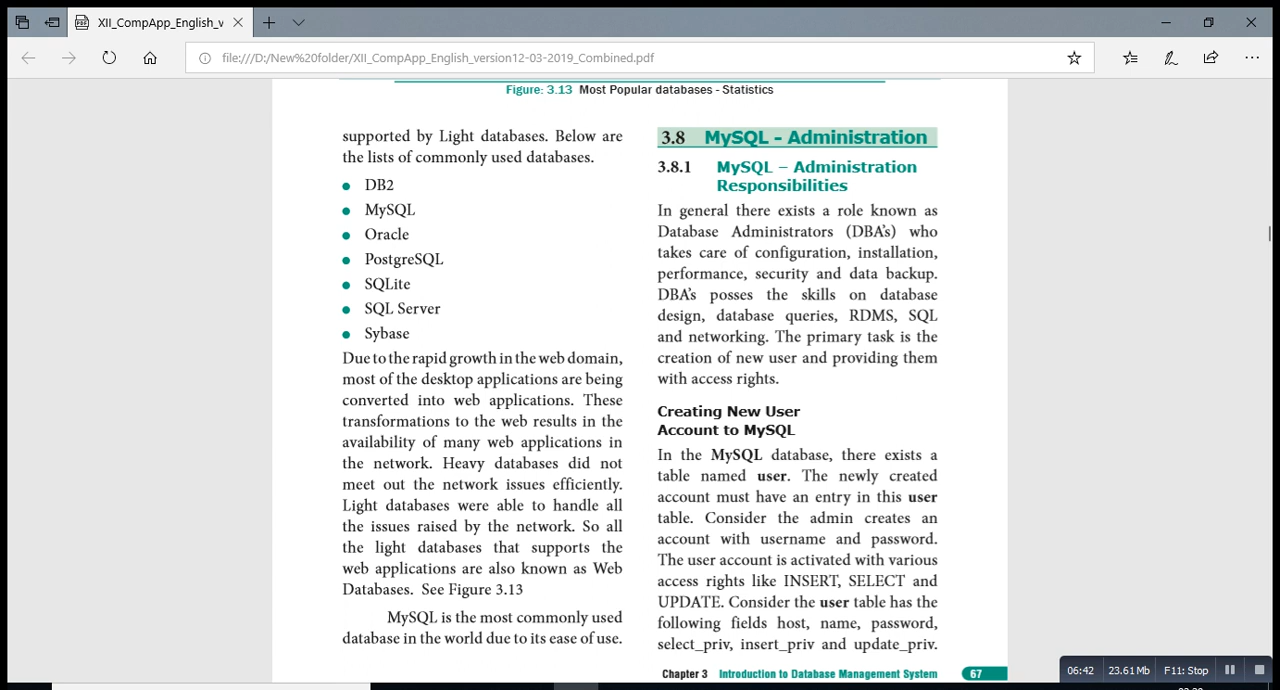 XII_CompApp_English_v
file:///D:/New%20folder/XII_CompApp_English_version12-03-2019_Combined.pdf
Figure: 3.13 Most Popular databases - Statistics
supported by Light databases. Below are
the lists of commonly used databases.
DB2
MySQL
Oracle
PostgreSQL
SQLite
SQL Server
Sybase
Due to the rapid growth in the web domain,
most of the desktop applications are being
converted into web applications. These
transformations to the web results in the
availability of many web applications in
the network. Heavy databases did not
meet out the network issues efficiently.
Light databases were able to handle all
the issues raised by the network. So all
the light databases that supports the
web applications are also known as Web
Databases. See Figure 3.13
MySQL is the most commonly used
database in the world due to its ease of use.
3.8 MySQL - Administration
3.8.1 MySQL – Administration
Responsibilities
In general there exists a role known as
Database Administrators (DBA’s) who
takes care of configuration, installation,
performance, security and data backup.
DBA’s posses the skills on database
design, database queries, RDMS, SQL
and networking. The primary task is the
creation of new user and providing them
with access rights.
Creating New User
Account to MySQL
In the MySQL database, there exists a
table named user. The newly created
account must have an entry in this user
table. Consider the admin creates an
account with username and password.
The user account is activated with various
access rights like INSERT, SELECT and
UPDATE. Consider the user table has the
following fields host, name, password,
select_priv, insert_priv and update_priv.
Chapter 3 Introduction to Database Management System 67
06:42 23.61 MB F11: Stop